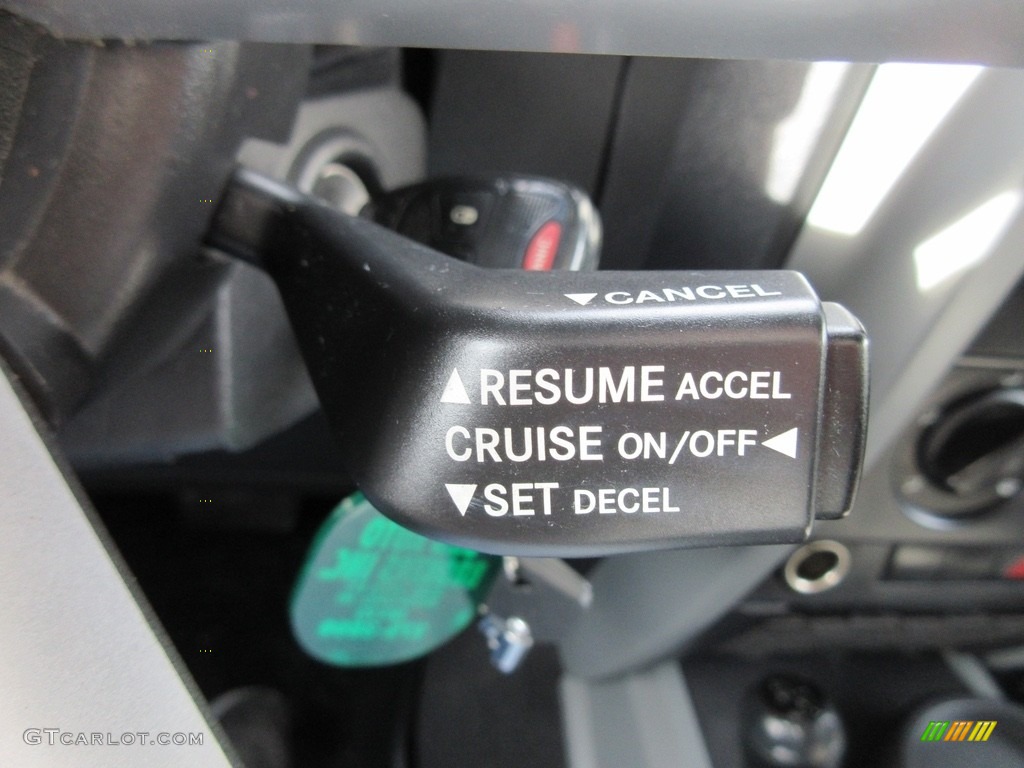 ▼CANCEL
▲RESUME ACCEL
CRUISE ON/OFF◀
▼SET DECEL
GTCARLOT.COM